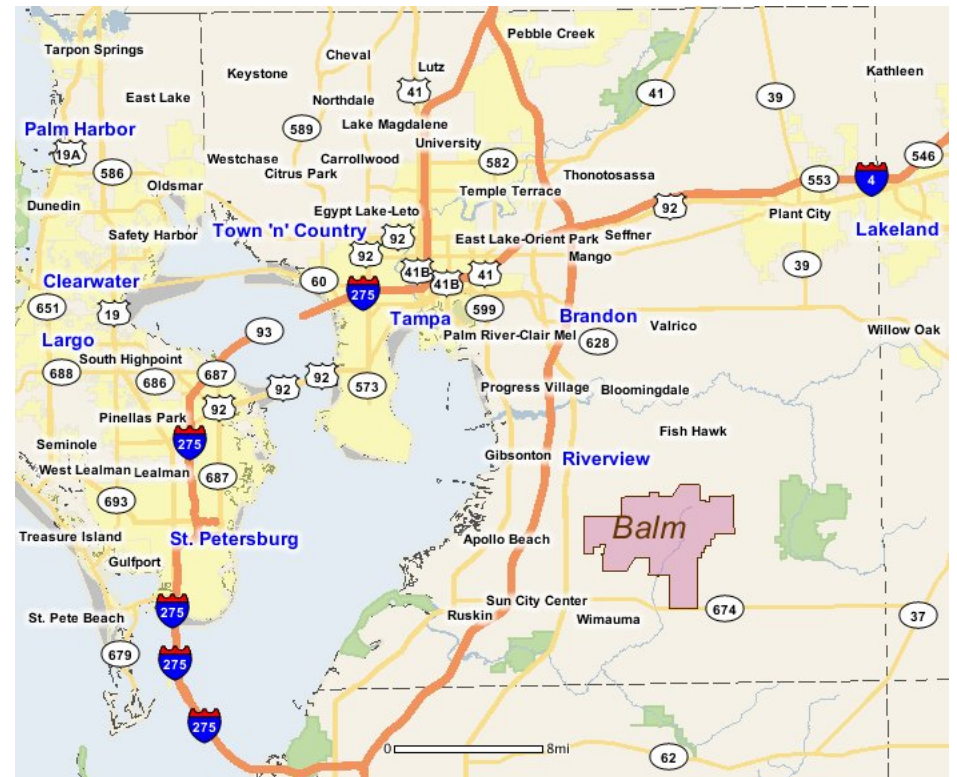 Pebble Creek
Tarpon Springs
Cheval
Lutz
Keystone
Kathleen
41
41
39
East Lake
Northdale
Palm Harbor
589
Lake Magdalene
19A
University
546
Westchase
Carrollwood
582
586
Citrus Park
Thonotosassa
553
4
Oldsmar
Temple Terrace
Dunedin
Egypt Lake-Leto
92
Plant City
Safety Harbor
Town 'n' Country
92
East Lake-Orient Park
Seffner
Lakeland
92
Mango
41B
41
39
Clearwater
60
275
41B
651
19
599
Tampa
Brandon
Valrico
93
Palm River-Clair Mel
628
Willow Oak
Largo
South Highpoint
688
686
687
92
92
573
Progress Village
Bloomingdale
92
Pinellas Park
Fish Hawk
Seminole
275
Gibsonton
Riverview
West Lealman
Lealman
687
693
Balm
Treasure Island
St. Petersburg
Apollo Beach
Gulfport
Sun City Center
St. Pete Beach
275
Ruskin
Wimauma
674
37
679
275
275
0
8mi
62